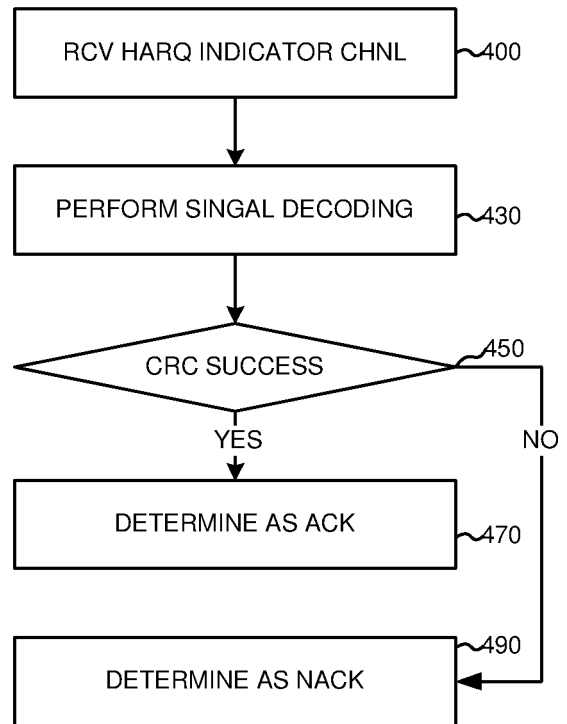 RCV HARQ INDICATOR CHNL
400
PERFORM SINGAL DECODING
430
CRC SUCCESS
450
YES
NO
DETERMINE AS ACK
470
490
DETERMINE AS NACK